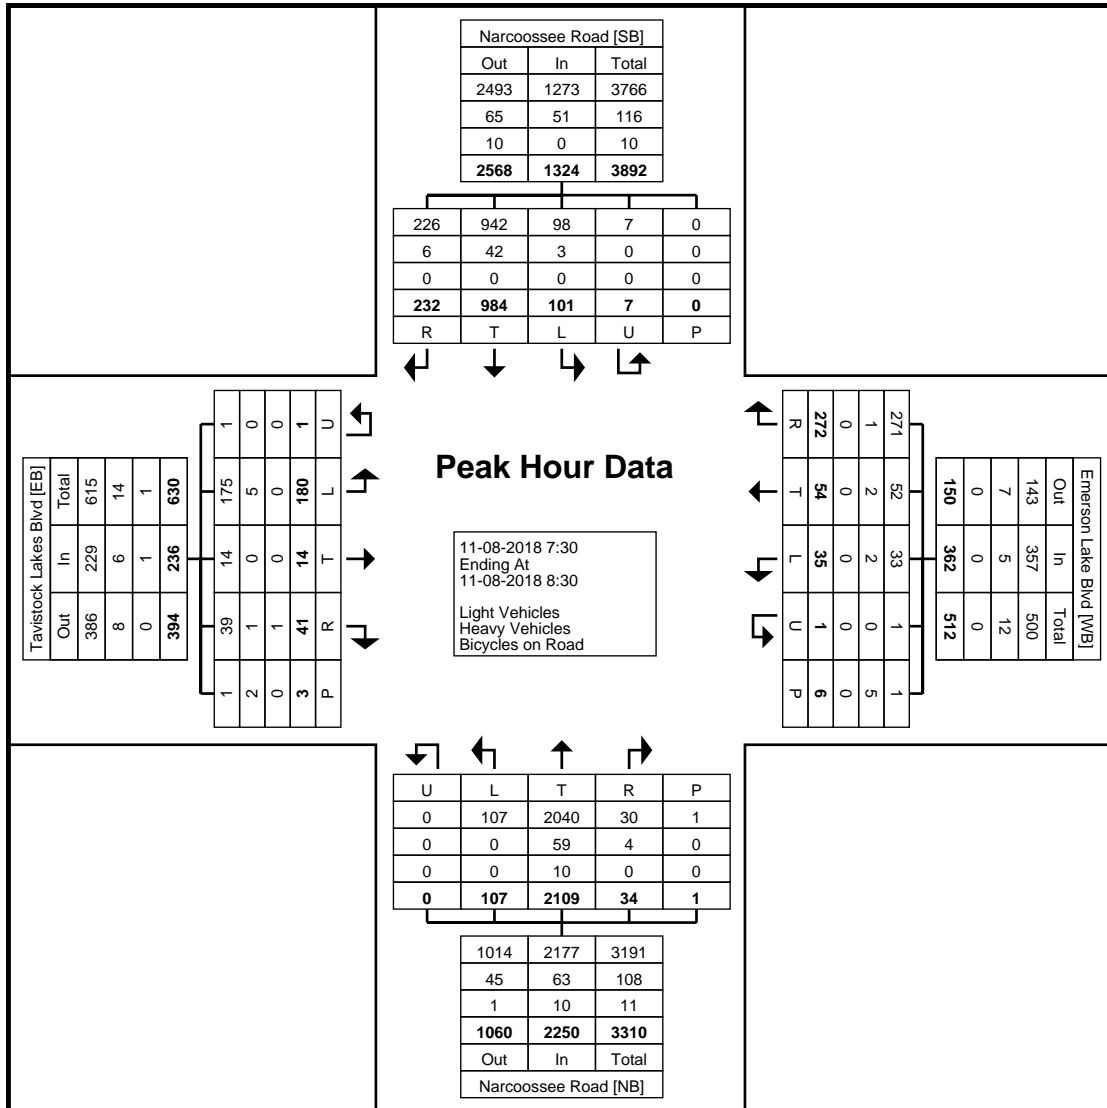 Narcoossee Road [SB]
Out In Total
2493 1273 3766
65 51 116
10 0 10
2568 1324 3892
226 942 98 7 0
6 42 3 0 0
0 0 0 0 0
232 984 101 7 0
R T L U P
Tavistock Lakes Blvd [EB]
Total 615 14 1 630
In 229 6 1 236
Out 386 8 0 394
1 0 0 1 U
175 5 0 180 L
14 0 0 14 T
39 1 1 41 R
1 2 0 3 P
Peak Hour Data
11-08-2018 7:30
Ending At
11-08-2018 8:30
Light Vehicles
Heavy Vehicles
Bicycles on Road
R 272 0 1 271
T 54 0 2 52
L 35 0 2 33
U 1 0 0 1
P 6 0 5 1
Emerson Lake Blvd [WB]
Out 143 7 0 150
In 357 5 0 362
Total 500 12 0 512
U L T R P
0 107 2040 30 1
0 0 59 4 0
0 0 10 0 0
0 107 2109 34 1
1014 2177 3191
45 63 108
1 10 11
1060 2250 3310
Out In Total
Narcoossee Road [NB]